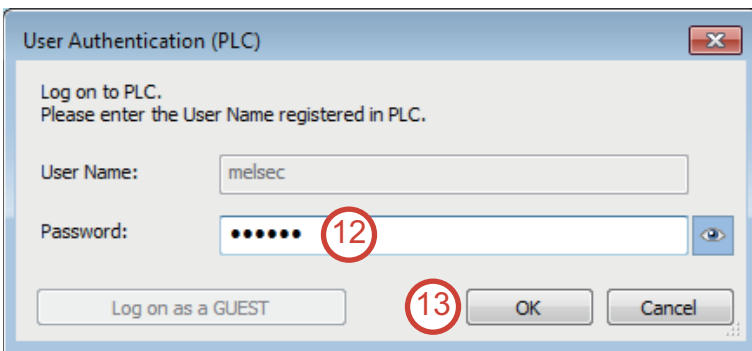 User Authentication (PLC)
Log on to PLC.
Please enter the User Name registered in PLC.
User Name: melsec
Password: •••••• 12
Log on as a GUEST 13 OK Cancel